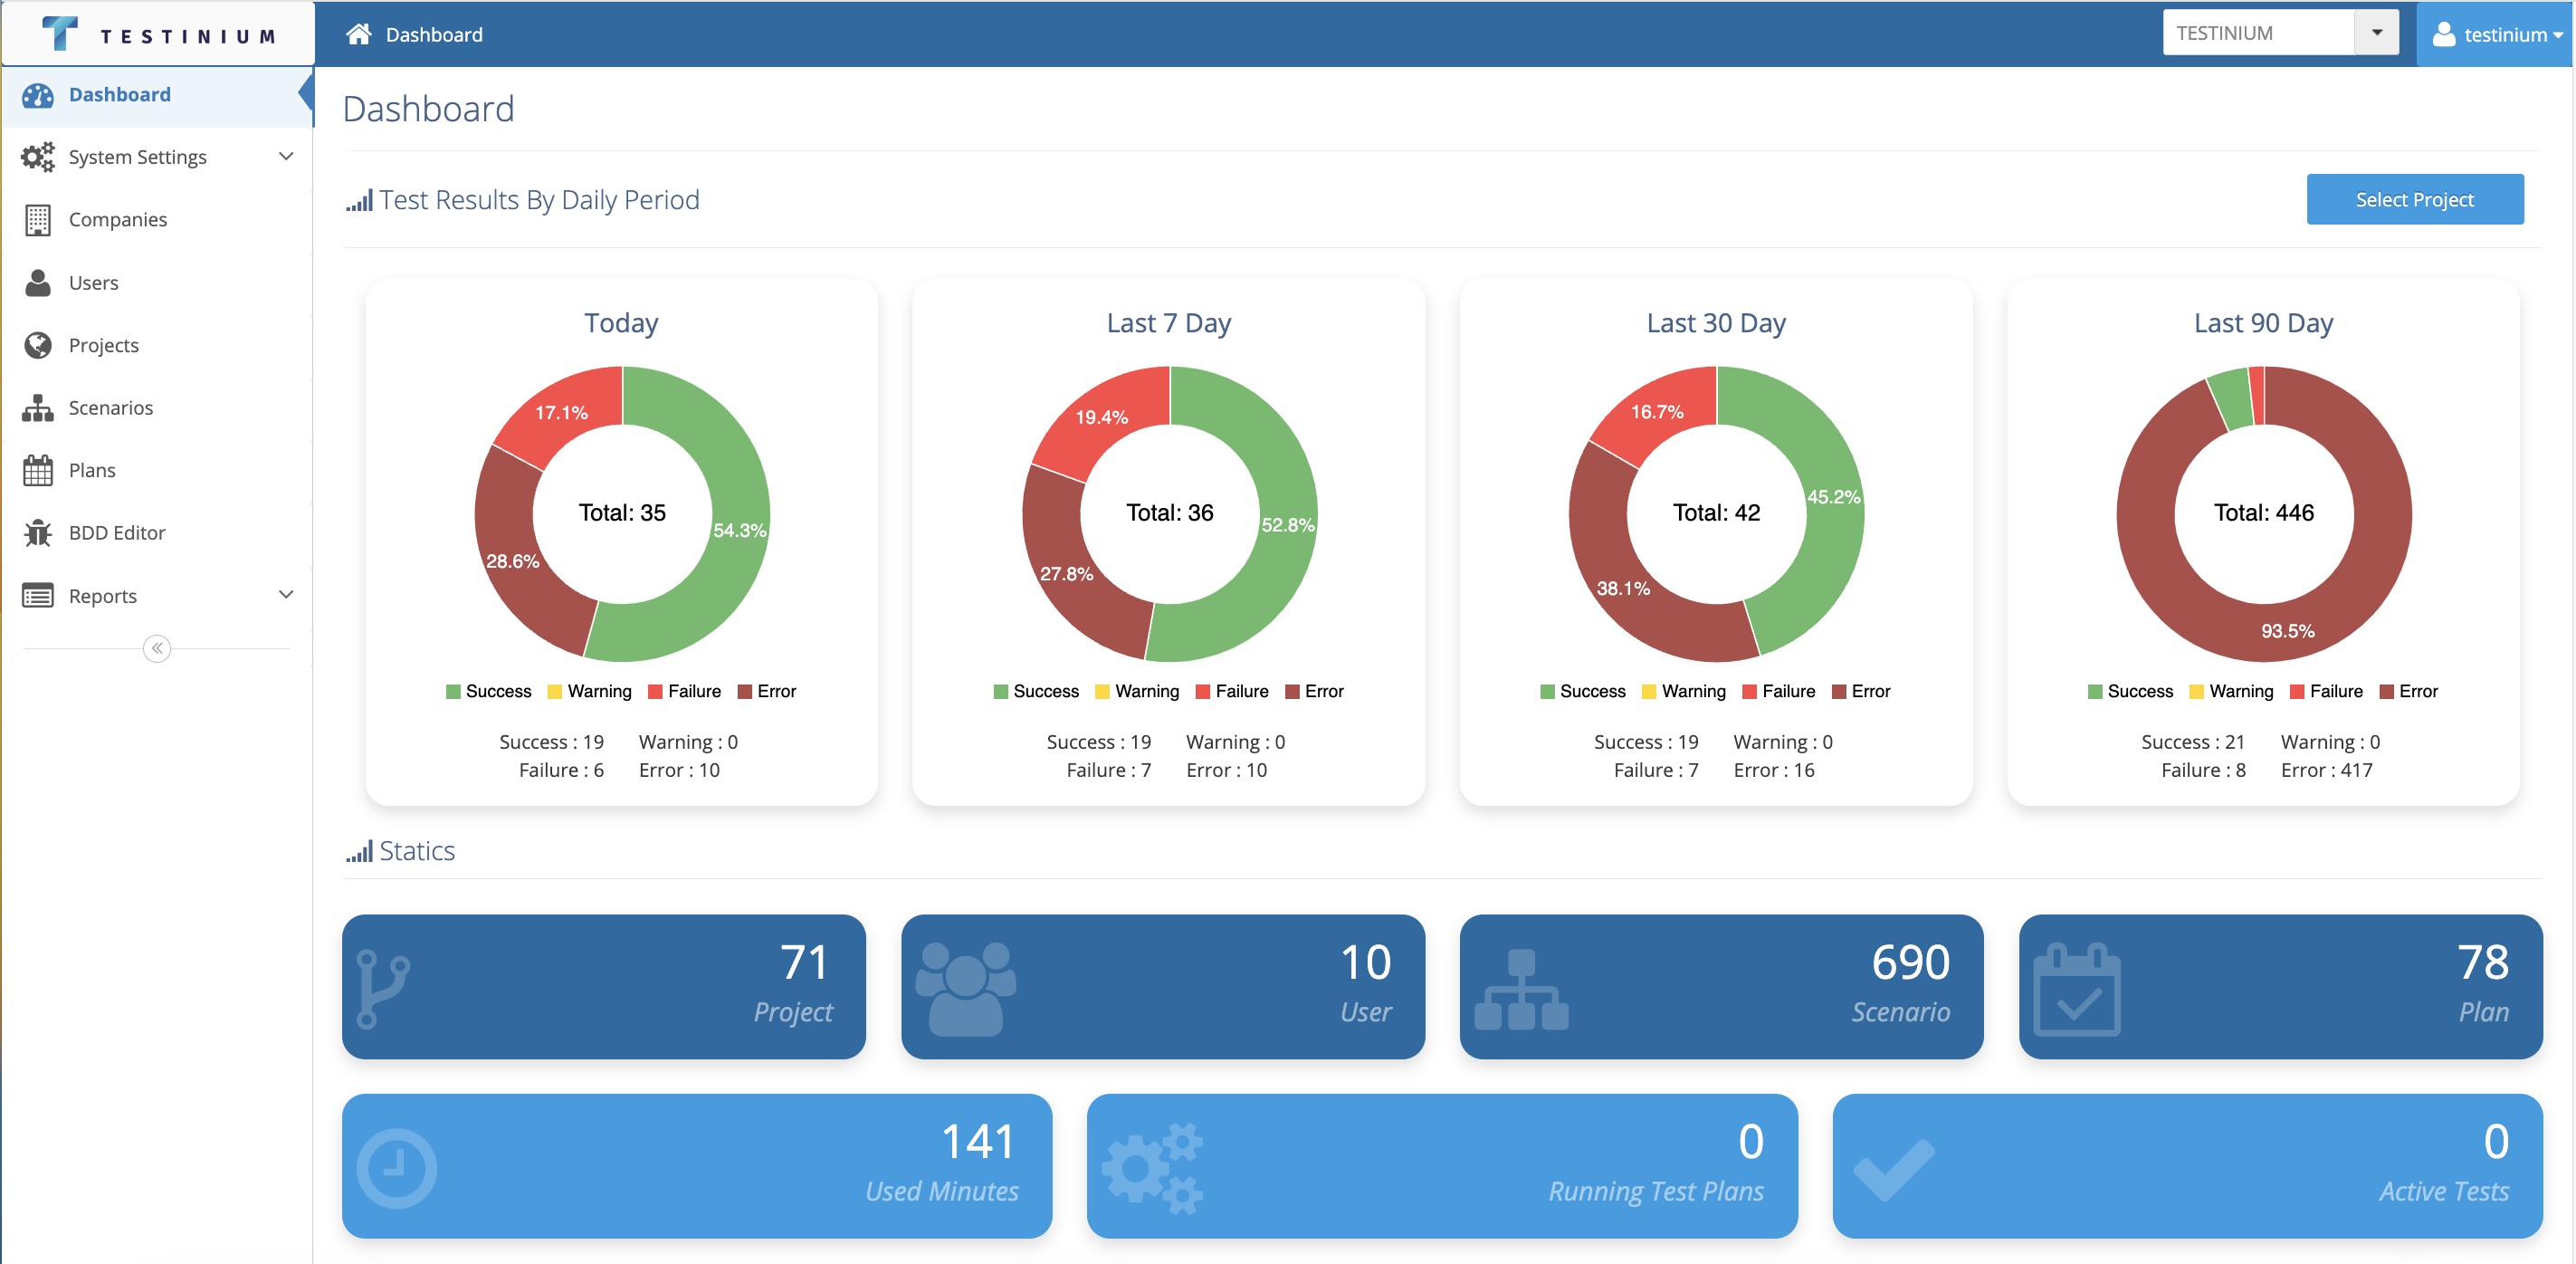 TESTINIUM
Dashboard
TESTINIUM
testinium
Dashboard
System Settings
Companies
Users
Projects
Scenarios
Plans
BDD Editor
Reports
Dashboard
Test Results By Daily Period
Select Project
Today
17.1%
54.3%
28.6%
Total: 35
Success Warning Failure Error
Success : 19 Warning : 0
Failure : 6 Error : 10
Last 7 Day
19.4%
52.8%
27.8%
Total: 36
Success Warning Failure Error
Success : 19 Warning : 0
Failure : 7 Error : 10
Last 30 Day
16.7%
45.2%
38.1%
Total: 42
Success Warning Failure Error
Success : 19 Warning : 0
Failure : 7 Error : 16
Last 90 Day
Total: 446
93.5%
Success Warning Failure Error
Success : 21 Warning : 0
Failure : 8 Error : 417
Statics
71
Project
10
User
690
Scenario
78
Plan
141
Used Minutes
0
Running Test Plans
0
Active Tests